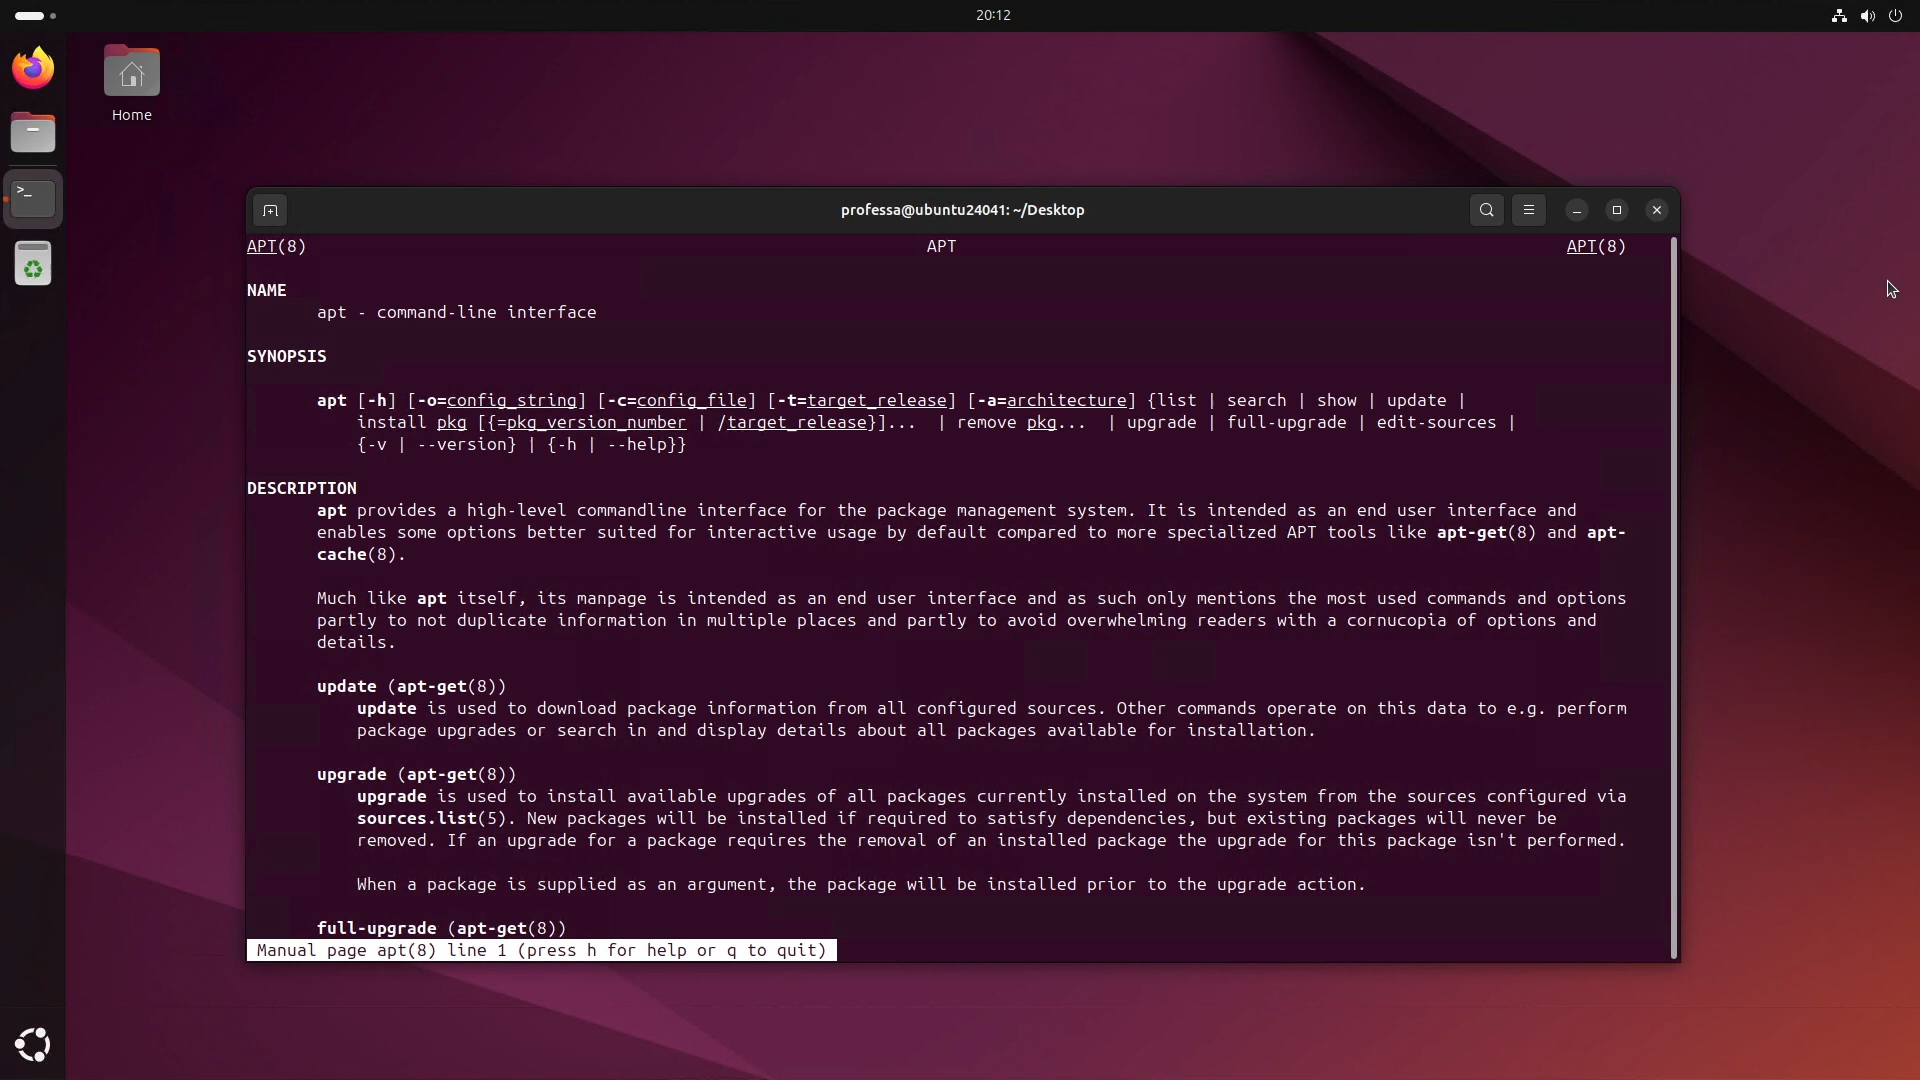 20:12
Home
professa@ubuntu24041: ~/Desktop
APT(8) APT APT(8)
NAME
apt - command-line interface
SYNOPSIS
apt [-h] [-o=config_string] [-c=config_file] [-t=target_release] [-a=architecture] {list | search | show | update |
install pkg [{=pkg_version_number | /target_release}]... | remove pkg... | upgrade | full-upgrade | edit-sources |
{-v | --version} | {-h | --help}}
DESCRIPTION
apt provides a high-level commandline interface for the package management system. It is intended as an end user interface and
enables some options better suited for interactive usage by default compared to more specialized APT tools like apt-get(8) and apt-
cache(8).
Much like apt itself, its manpage is intended as an end user interface and as such only mentions the most used commands and options
partly to not duplicate information in multiple places and partly to avoid overwhelming readers with a cornucopia of options and
details.
update (apt-get(8))
update is used to download package information from all configured sources. Other commands operate on this data to e.g. perform
package upgrades or search in and display details about all packages available for installation.
upgrade (apt-get(8))
upgrade is used to install available upgrades of all packages currently installed on the system from the sources configured via
sources.list(5). New packages will be installed if required to satisfy dependencies, but existing packages will never be
removed. If an upgrade for a package requires the removal of an installed package the upgrade for this package isn't performed.
When a package is supplied as an argument, the package will be installed prior to the upgrade action.
full-upgrade (apt-get(8))
Manual page apt(8) line 1 (press h for help or q to quit)